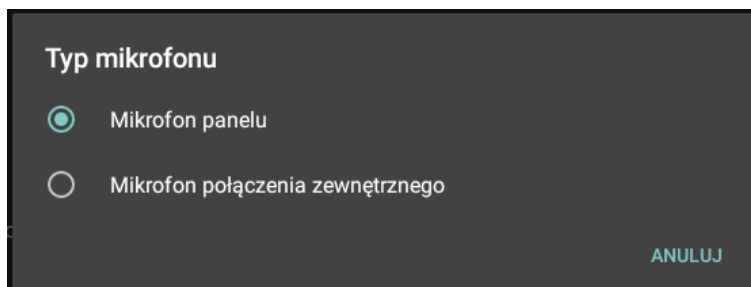 Typ mikrofonu
Mikrofon panelu
Mikrofon połączenia zewnętrznego
ANULUJ